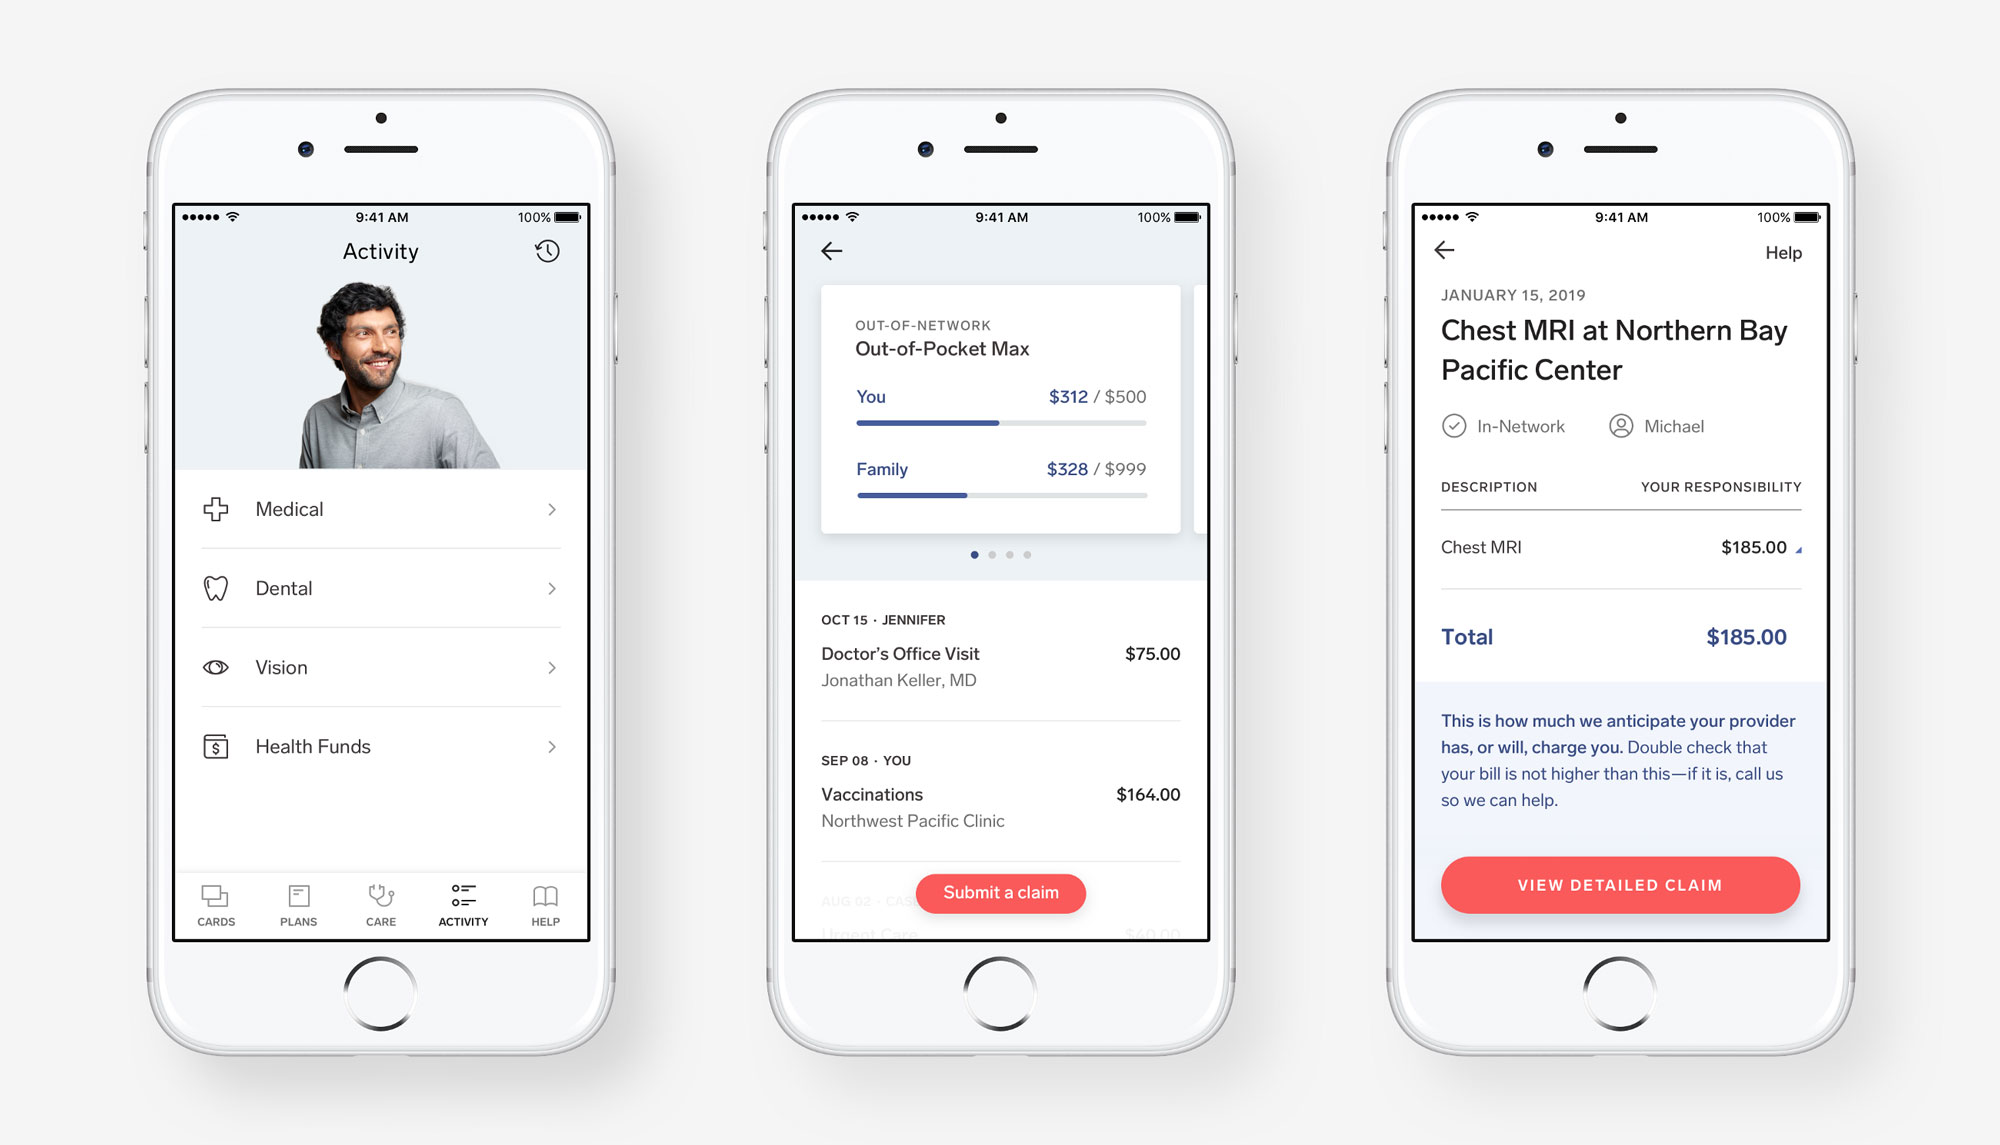 9:41 AM 100%
Activity
Medical
Dental
Vision
$
Health Funds
CARDS PLANS CARE ACTIVITY HELP
9:41 AM 100%
OUT-OF-NETWORK
Out-of-Pocket Max
You $312 / $500
Family $328 / $999
OCT 15 · JENNIFER
Doctor’s Office Visit $75.00
Jonathan Keller, MD
SEP 08 · YOU
Vaccinations $164.00
Northwest Pacific Clinic
Submit a claim
AUG 02 · CAS
Urgent Care $40.00
9:41 AM 100%
Help
JANUARY 15, 2019
Chest MRI at Northern Bay
Pacific Center
In-Network Michael
DESCRIPTION YOUR RESPONSIBILITY
Chest MRI $185.00
Total $185.00
This is how much we anticipate your provider
has, or will, charge you. Double check that
your bill is not higher than this—if it is, call us
so we can help.
VIEW DETAILED CLAIM